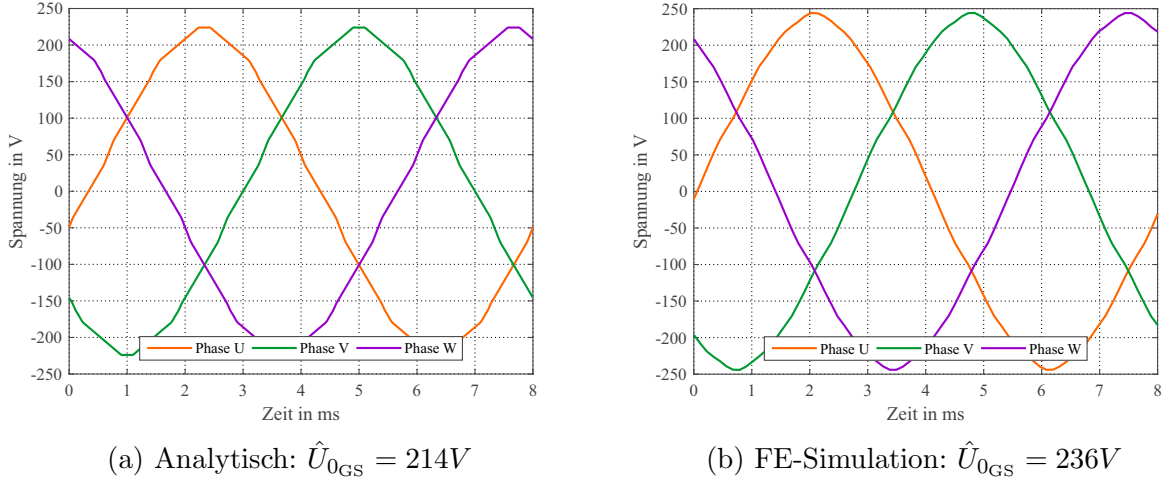 Spannung in V
250
200
150
100
50
0
-50
-100
-150
-200
-250
Phase U Phase V Phase W
0 1 2 3 4 5 6 7 8
Zeit in ms
(a) Analytisch: Û₀GS = 214V
Spannung in V
250
200
150
100
50
0
-50
-100
-150
-200
-250
Phase U Phase V Phase W
0 1 2 3 4 5 6 7 8
Zeit in ms
(b) FE-Simulation: Û₀GS = 236V